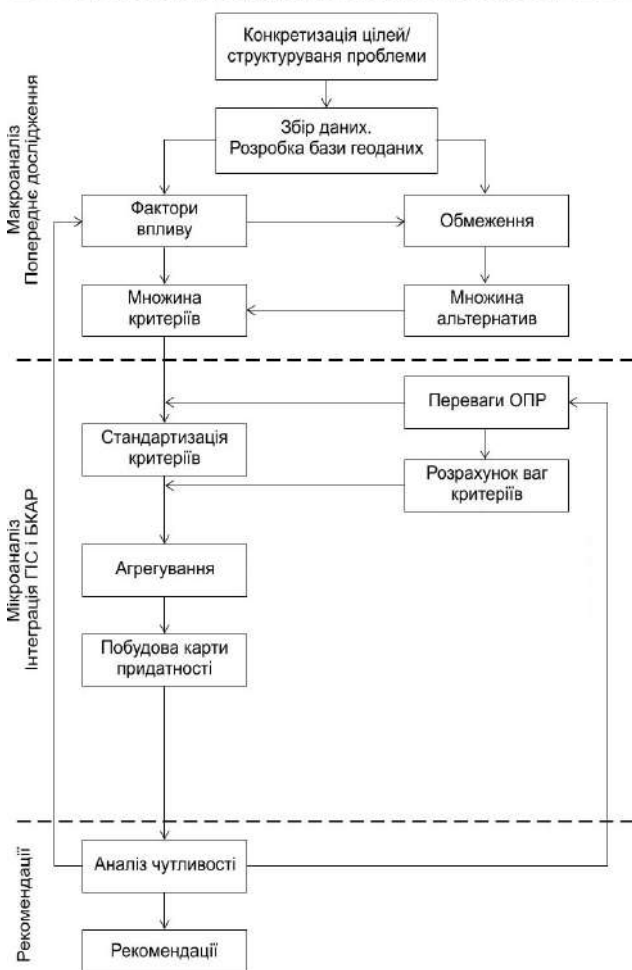 Конкретизація цілей/
структуруваня проблеми
Збір даних.
Розробка бази геоданих
Макроаналіз
Попереднє дослідження
Фактори
впливу
Обмеження
Множина
критеріїв
Множина
альтернатив
Мікроаналіз
Інтеграція ГІС і БКАР
Переваги ОПР
Стандартизація
критеріїв
Розрахунок ваг
критеріїв
Агрегування
Побудова карти
придатності
Рекомендації
Аналіз чутливості
Рекомендації